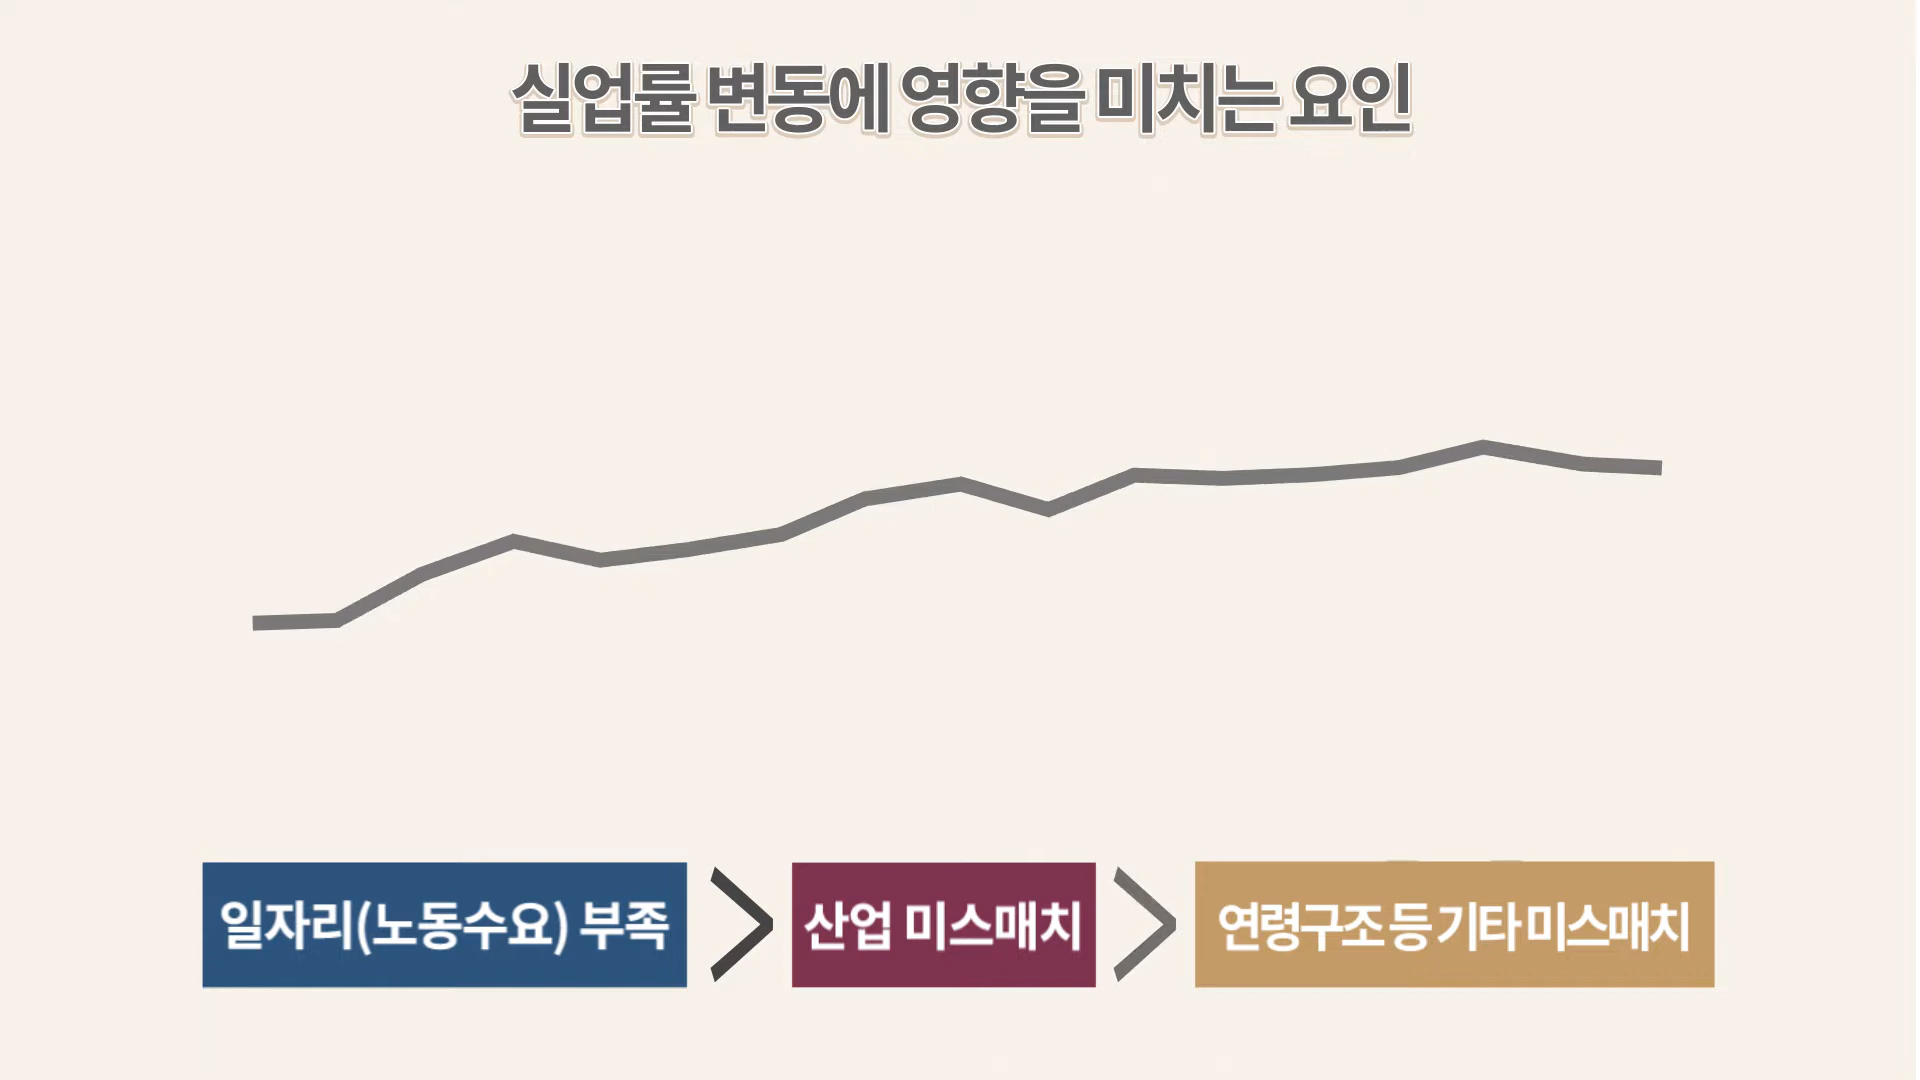 실업률 변동에 영향을 미치는 요인
일자리(노동수요) 부족 > 산업 미스매치 > 연령구조 등 기타 미스매치